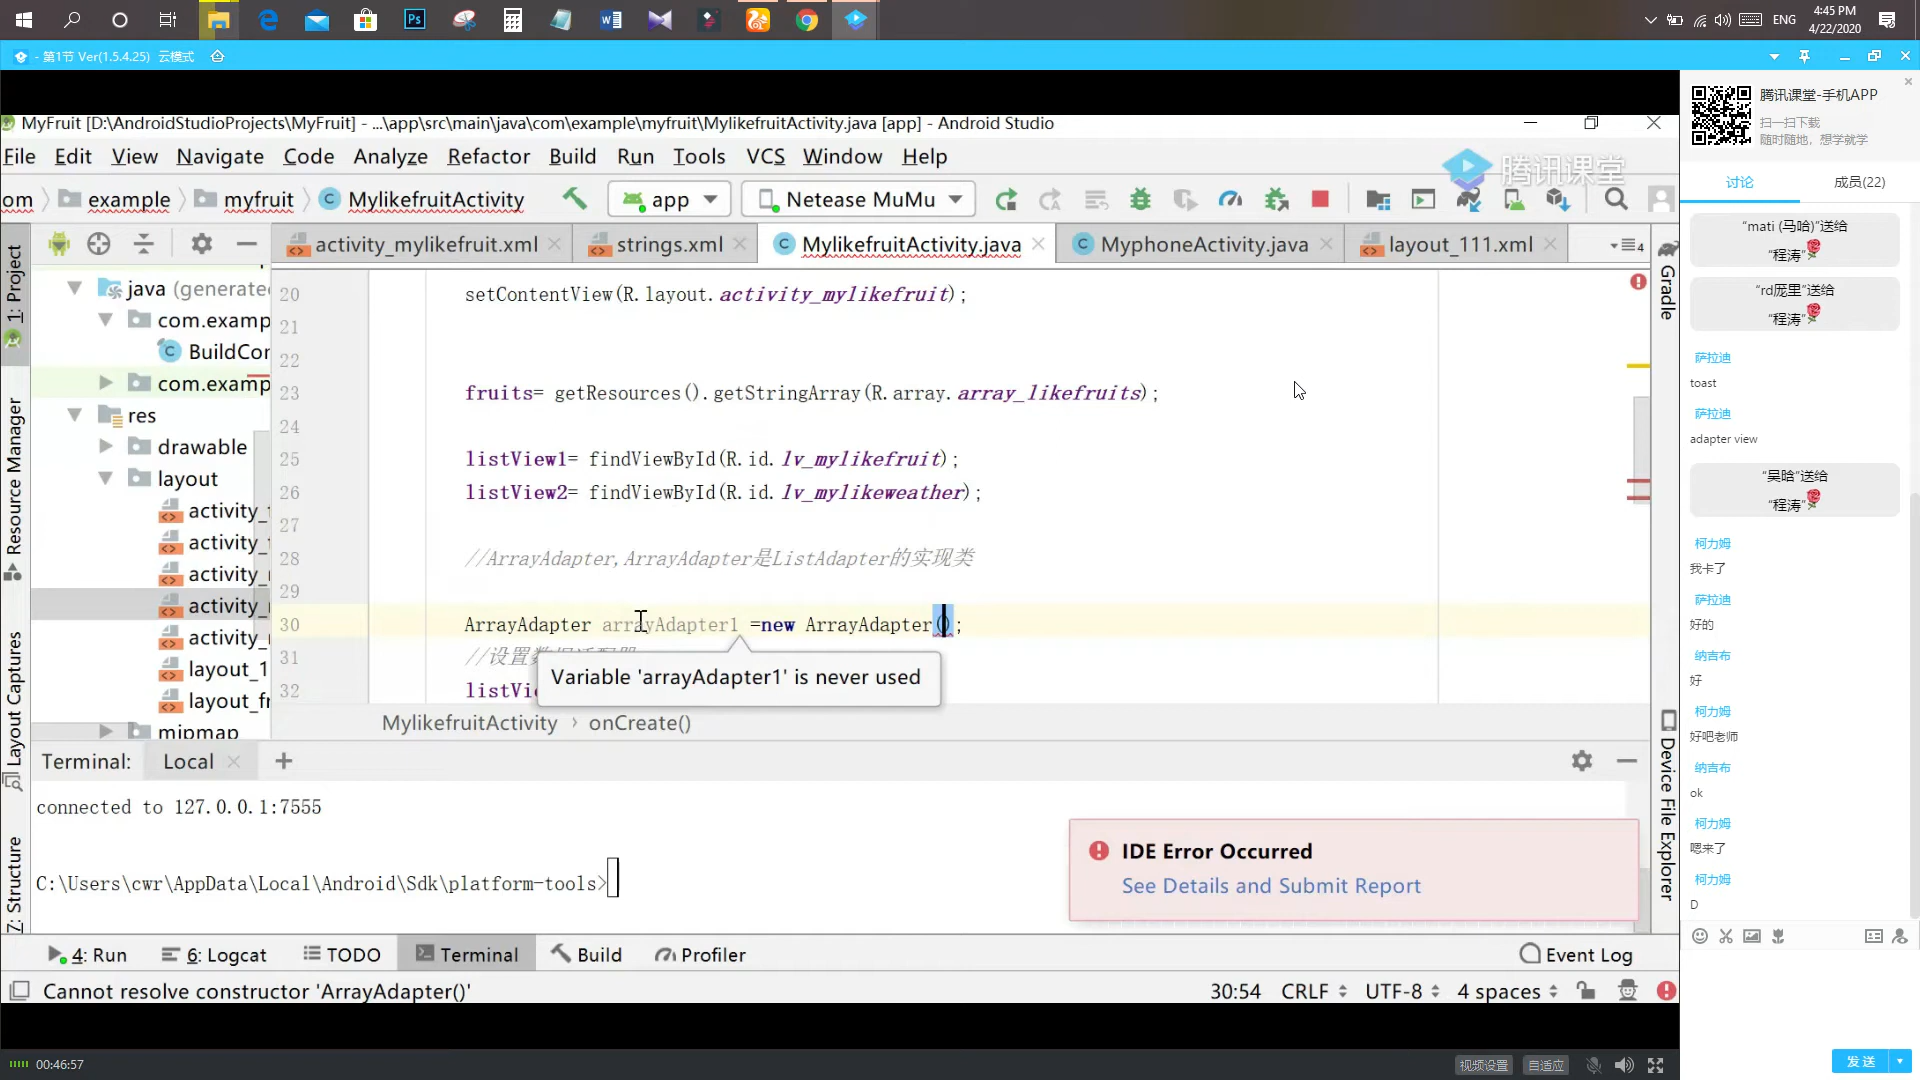 ENG
4:45 PM
4/22/2020
- 第1节 Ver(1.5.4.25) 云模式
MyFruit [D:\AndroidStudioProjects\MyFruit] - ...\app\src\main\java\com\example\myfruit\MylikefruitActivity.java [app] - Android Studio
File Edit View Navigate Code Analyze Refactor Build Run Tools VCS Window Help
腾讯课堂
om example myfruit MylikefruitActivity app Netease MuMu
activity_mylikefruit.xml strings.xml MylikefruitActivity.java MyphoneActivity.java layout_111.xml 4
1: Project
Resource Manager
Layout Captures
Z: Structure
java (generate
com.examp
BuildCon
com.examp
res
drawable
layout
activity_
activity_
activity_
activity_
activity_
layout_1
layout_fr
mipmap
20 setContentView(R.layout.activity_mylikefruit);
21
22
23 fruits= getResources().getStringArray(R.array.array_likefruits);
24
25 listView1= findViewById(R.id.lv_mylikefruit);
26 listView2= findViewById(R.id.lv_mylikeweather);
27
28 //ArrayAdapter,ArrayAdapter是ListAdapter的实现类
29
30 ArrayAdapter arrayAdapter1 =new ArrayAdapter();
31 //设置数据适配器
32 listVi
Variable 'arrayAdapter1' is never used
MylikefruitActivity › onCreate()
Gradle
Device File Explorer
Terminal: Local
connected to 127.0.0.1:7555
C:\Users\cwr\AppData\Local\Android\Sdk\platform-tools>
IDE Error Occurred
See Details and Submit Report
4: Run 6: Logcat TODO Terminal Build Profiler Event Log
Cannot resolve constructor 'ArrayAdapter()' 30:54 CRLF UTF-8 4 spaces
00:46:57 视频设置 自适应
腾讯课堂-手机APP
扫一扫下载
随时随地，想学就学
讨论 成员(22)
“mati (马哈)”送给
“程涛”
“rd厐里”送给
“程涛”
萨拉迪
toast
萨拉迪
adapter view
“吴晗”送给
“程涛”
柯力姆
我卡了
萨拉迪
好的
纳吉布
好
柯力姆
好吧老师
纳吉布
ok
柯力姆
嗯来了
柯力姆
D
发送